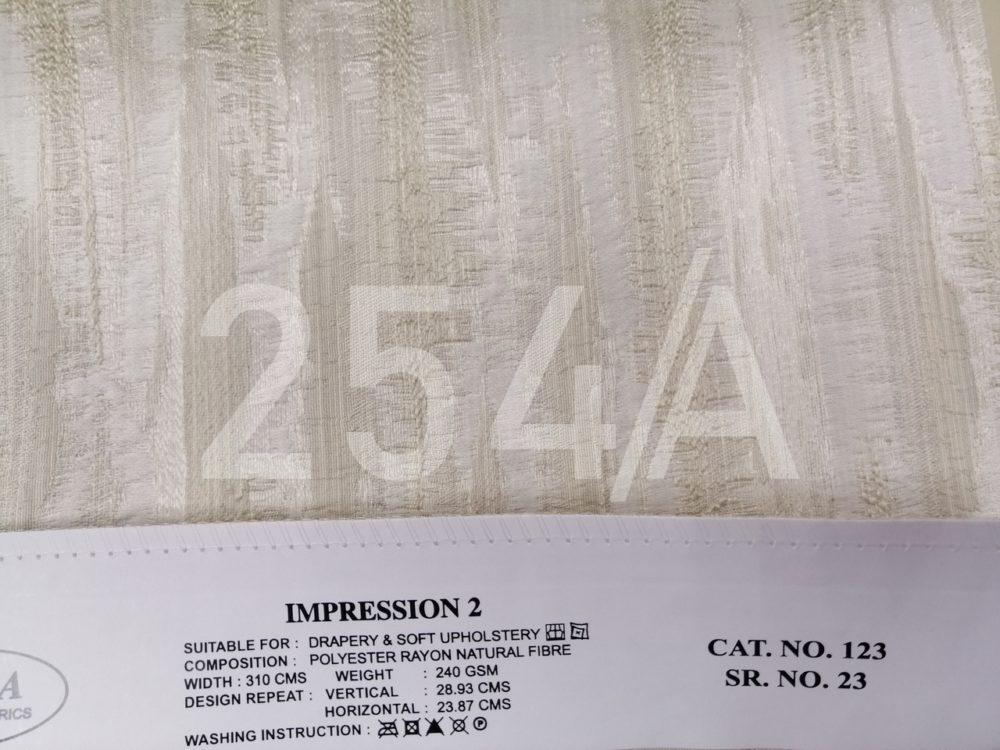 254/A
IMPRESSION 2
SUITABLE FOR : DRAPERY & SOFT UPHOLSTERY
COMPOSITION : POLYESTER RAYON NATURAL FIBRE
WIDTH : 310 CMS WEIGHT : 240 GSM
DESIGN REPEAT : VERTICAL : 28.93 CMS
HORIZONTAL : 23.87 CMS
WASHING INSTRUCTION :
CAT. NO. 123
SR. NO. 23